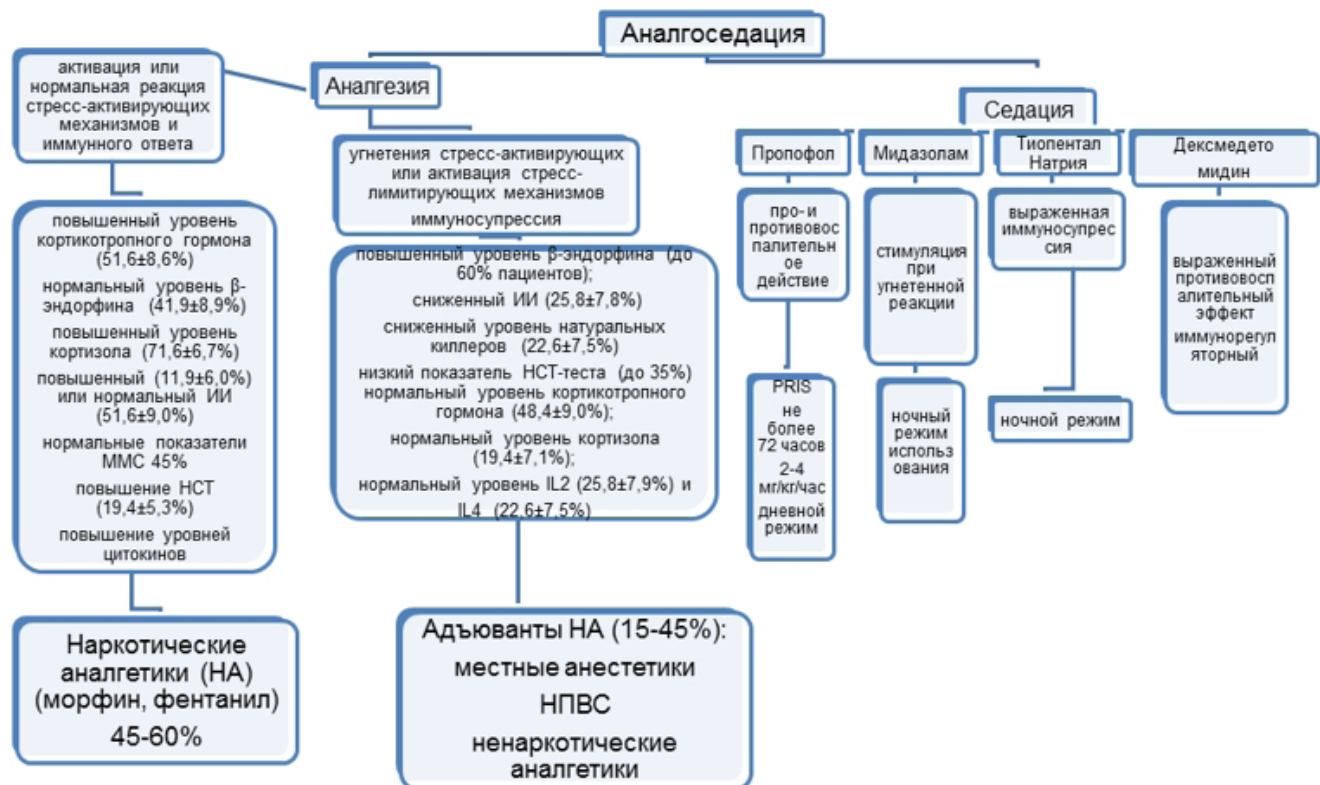 Аналгоседация
активация или
нормальная реакция
стресс-активирующих
механизмов и
иммунного ответа
Аналгезия
Седация
угнетения стресс-активирующих
или активация стресс-
лимитирующих механизмов
иммуносупрессия
Пропофол
Мидазолам
Тиопентал
Натрия
Дексмедето
мидин
повышенный уровень
кортикотропного гормона
(51,6±8,6%)
нормальный уровень β-
эндорфина (41,9±8,9%)
повышенный уровень
кортизола (71,6±6,7%)
повышенный (11,9±6,0%)
или нормальный ИИ
(51,6±9,0%)
нормальные показатели
ММС 45%
повышение НСТ
(19,4±5,3%)
повышение уровней
цитокинов
повышенный уровень β-эндорфина (до
60% пациентов);
сниженный ИИ (25,8±7,8%)
сниженный уровень натуральных
киллеров (22,6±7,5%)
низкий показатель НСТ-теста (до 35%)
нормальный уровень кортикотропного
гормона (48,4±9,0%);
нормальный уровень кортизола
(19,4±7,1%);
нормальный уровень IL2 (25,8±7,9%) и
IL4 (22,6±7,5%)
про- и
противовос
палительн
ое
действие
стимуляция
при
угнетенной
реакции
выраженная
иммуносупрес
сия
выраженный
противовосп
алительный
эффект
иммунорегул
яторный
PRIS
не
более
72 часов
2-4
мг/кг/час
дневной
режим
ночный
режим
использ
ования
ночной режим
Наркотические
аналгетики (НА)
(морфин, фентанил)
45-60%
Адъюванты НА (15-45%):
местные анестетики
НПВС
ненаркотические
аналгетики